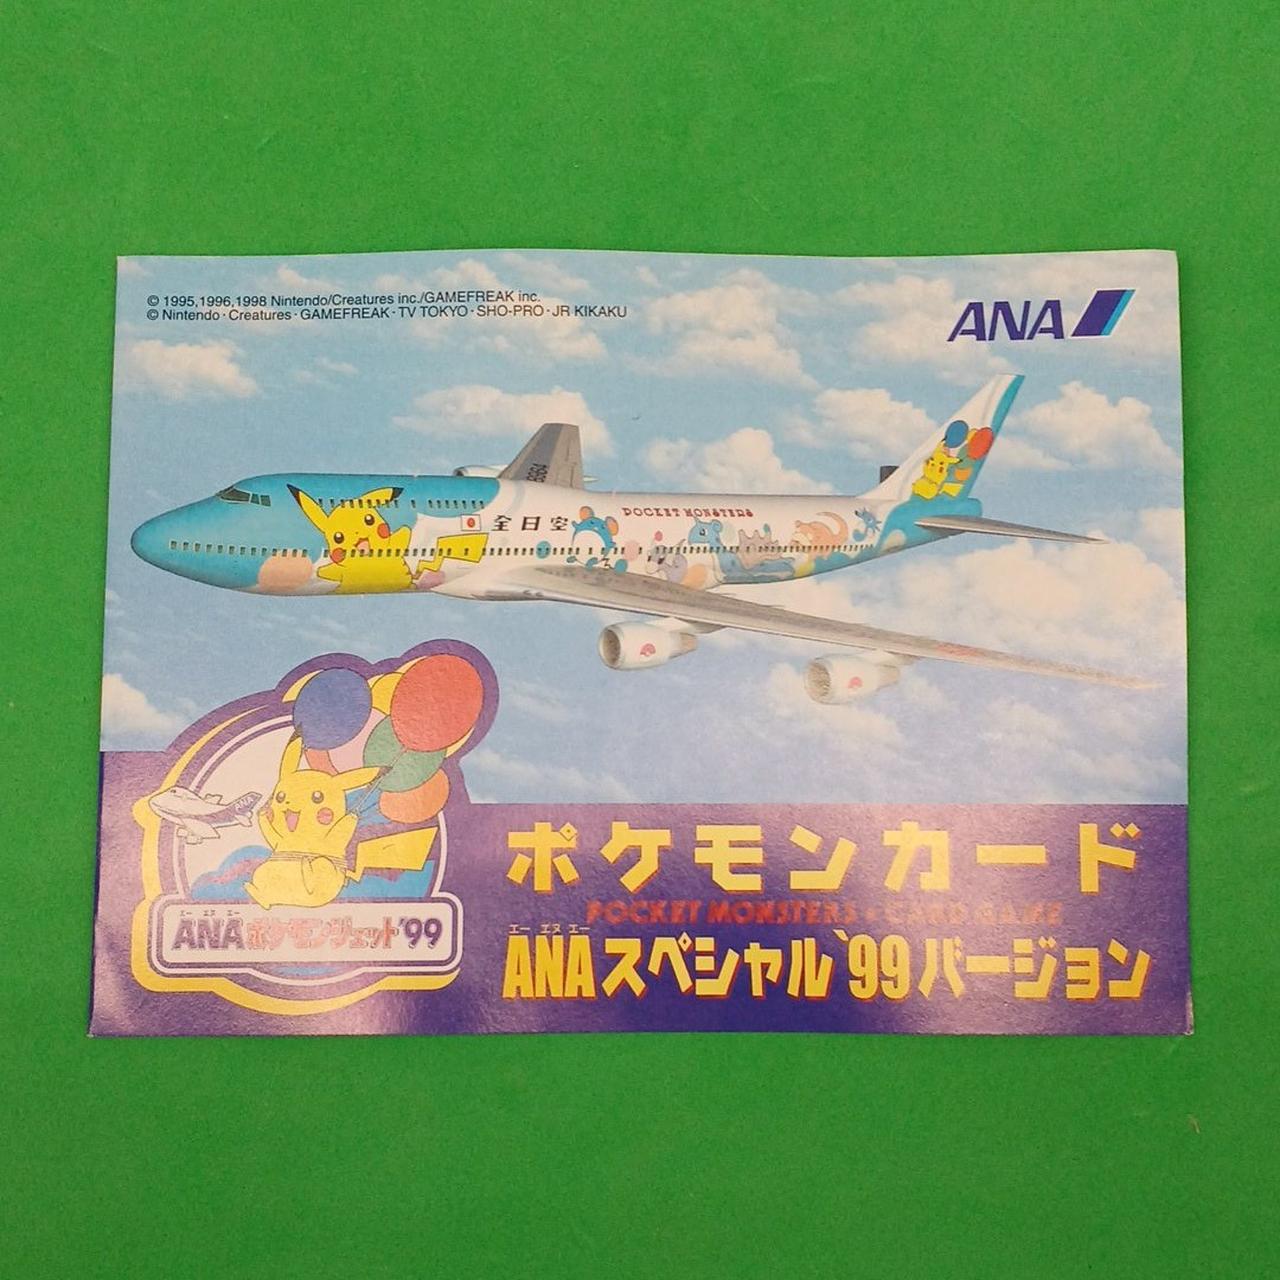 © 1995,1996,1998 Nintendo/Creatures inc./GAMEFREAK inc.
© Nintendo・Creatures・GAMEFREAK・TV TOKYO・SHO-PRO・JR KIKAKU
ANA
8964
全日空
POCKET MONSTERS
ANA
エー エヌ エー
ANAポケモンジェット'99
ポケモンカード
POCKET MONSTERS・CARD GAME
エー エヌ エー
ANAスペシャル'99バージョン